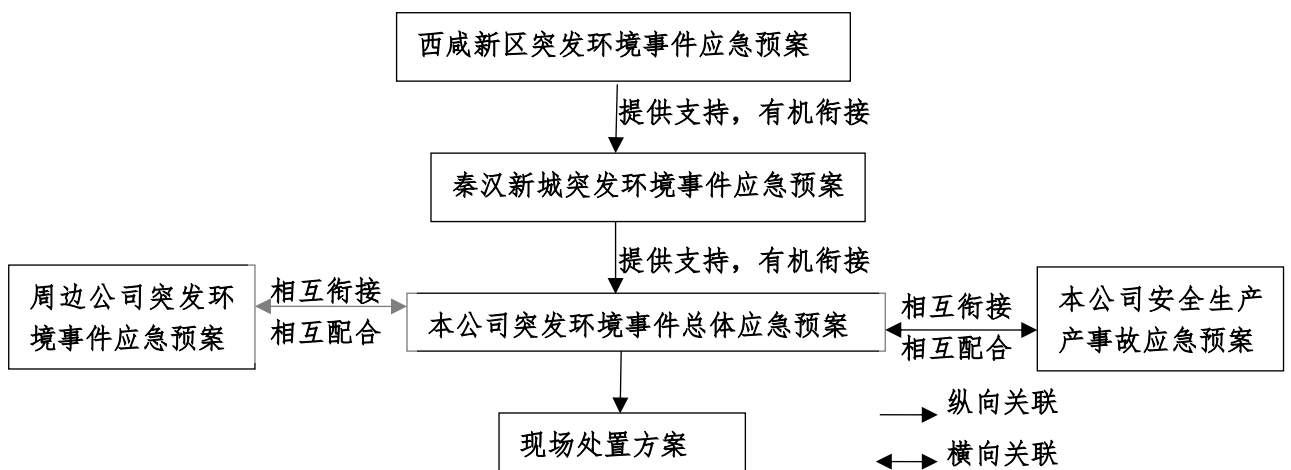 西咸新区突发环境事件应急预案
提供支持，有机衔接
秦汉新城突发环境事件应急预案
提供支持，有机衔接
周边公司突发环
境事件应急预案
相互衔接
相互配合
本公司突发环境事件总体应急预案
相互衔接
相互配合
本公司安全生产
产事故应急预案
现场处置方案
纵向关联
横向关联